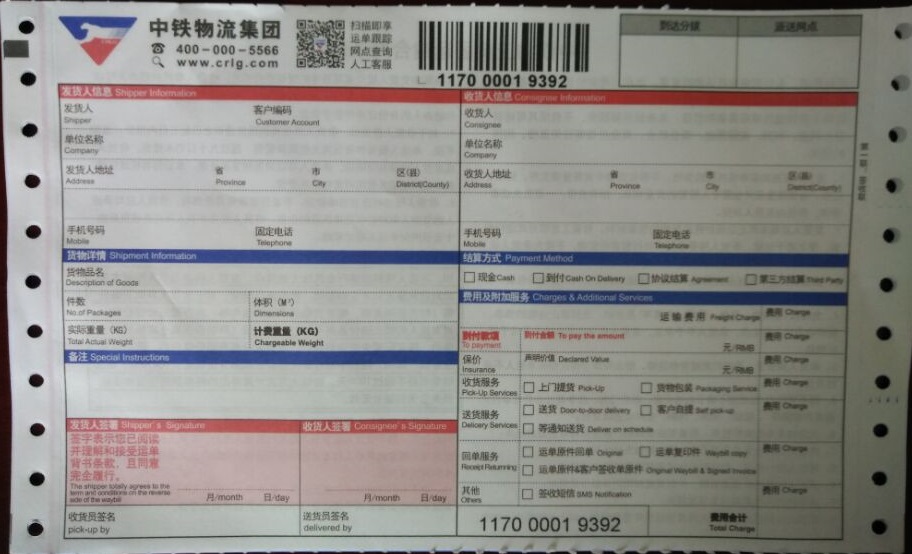 中铁物流集团
400-000-5566
www.crlg.com
扫描即享
运单跟踪
网点查询
人工客服
1170 0001 9392
到达分拨 派送网点
发货人信息 Shipper Information
发货人 客户编码
Shipper Customer Account
单位名称
Company
发货人地址 省 市 区(县)
Address Province City District(County)
手机号码 固定电话
Mobile Telephone
收货人信息 Consignee Information
收货人
Consignee
单位名称
Company
收货人地址 省 市 区(县)
Address Province City District(County)
手机号码 固定电话
Mobile Telephone
货物详情 Shipment Information
货物品名
Description of Goods
件数 体积(M³)
No.of Packages Dimensions
实际重量(KG) 计费重量(KG)
Total Actual Weight Chargeable Weight
备注 Special Instructions
结算方式 Payment Method
现金Cash 到付Cash On Delivery 协议结算 Agreement 第三方结算Third Party
费用及附加服务 Charges & Additional Services
运输费用 Freight Charge 费用 Charge
到付款项 到付金额 To pay the amount
To payment 元/RMB 费用 Charge
保价 声明价值 Declared Value
Insurance 元/RMB 费用 Charge
收货服务 上门提货 Pick-Up 货物包装 Packaging Service 费用 Charge
Pick-Up Services
送货服务 送货 Door-to-door delivery 客户自提 Self pick-up 费用 Charge
Delicery Services 等通知送货 Deliver on schedule
回单服务 运单原件回单 Original 运单复印件 Waybill copy 费用 Charge
Receipt Returning 运单原件&客户签收单原件 Original Waybill & Signed Invoice
其他 签收短信 SMS Notification 费用 Charge
Others
发货人签署 Shipper's Signature
签字表示您已阅读
并理解和接受运单
背书条款,且同意
完全履行。
The shipper totally agrees to the
term and conditions on the reverse
side of the waybill
月/month 日/day
收货人签署 Consignee's Signature
月/month 日/day
收货员签名 送货员签名
pick-up by delivered by
1170 0001 9392
费用合计
Total Charge